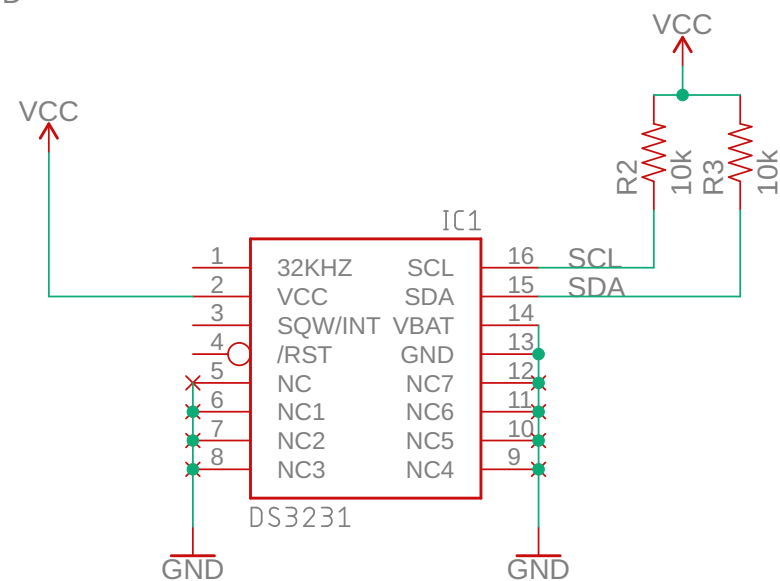 VCC
VCC
R2
10k
R3
10k
IC1
1 32KHZ SCL 16 SCL
2 VCC SDA 15 SDA
3 SQW/INT VBAT 14
4 /RST GND 13
5 NC NC7 12
6 NC1 NC6 11
7 NC2 NC5 10
8 NC3 NC4 9
DS3231
GND
GND